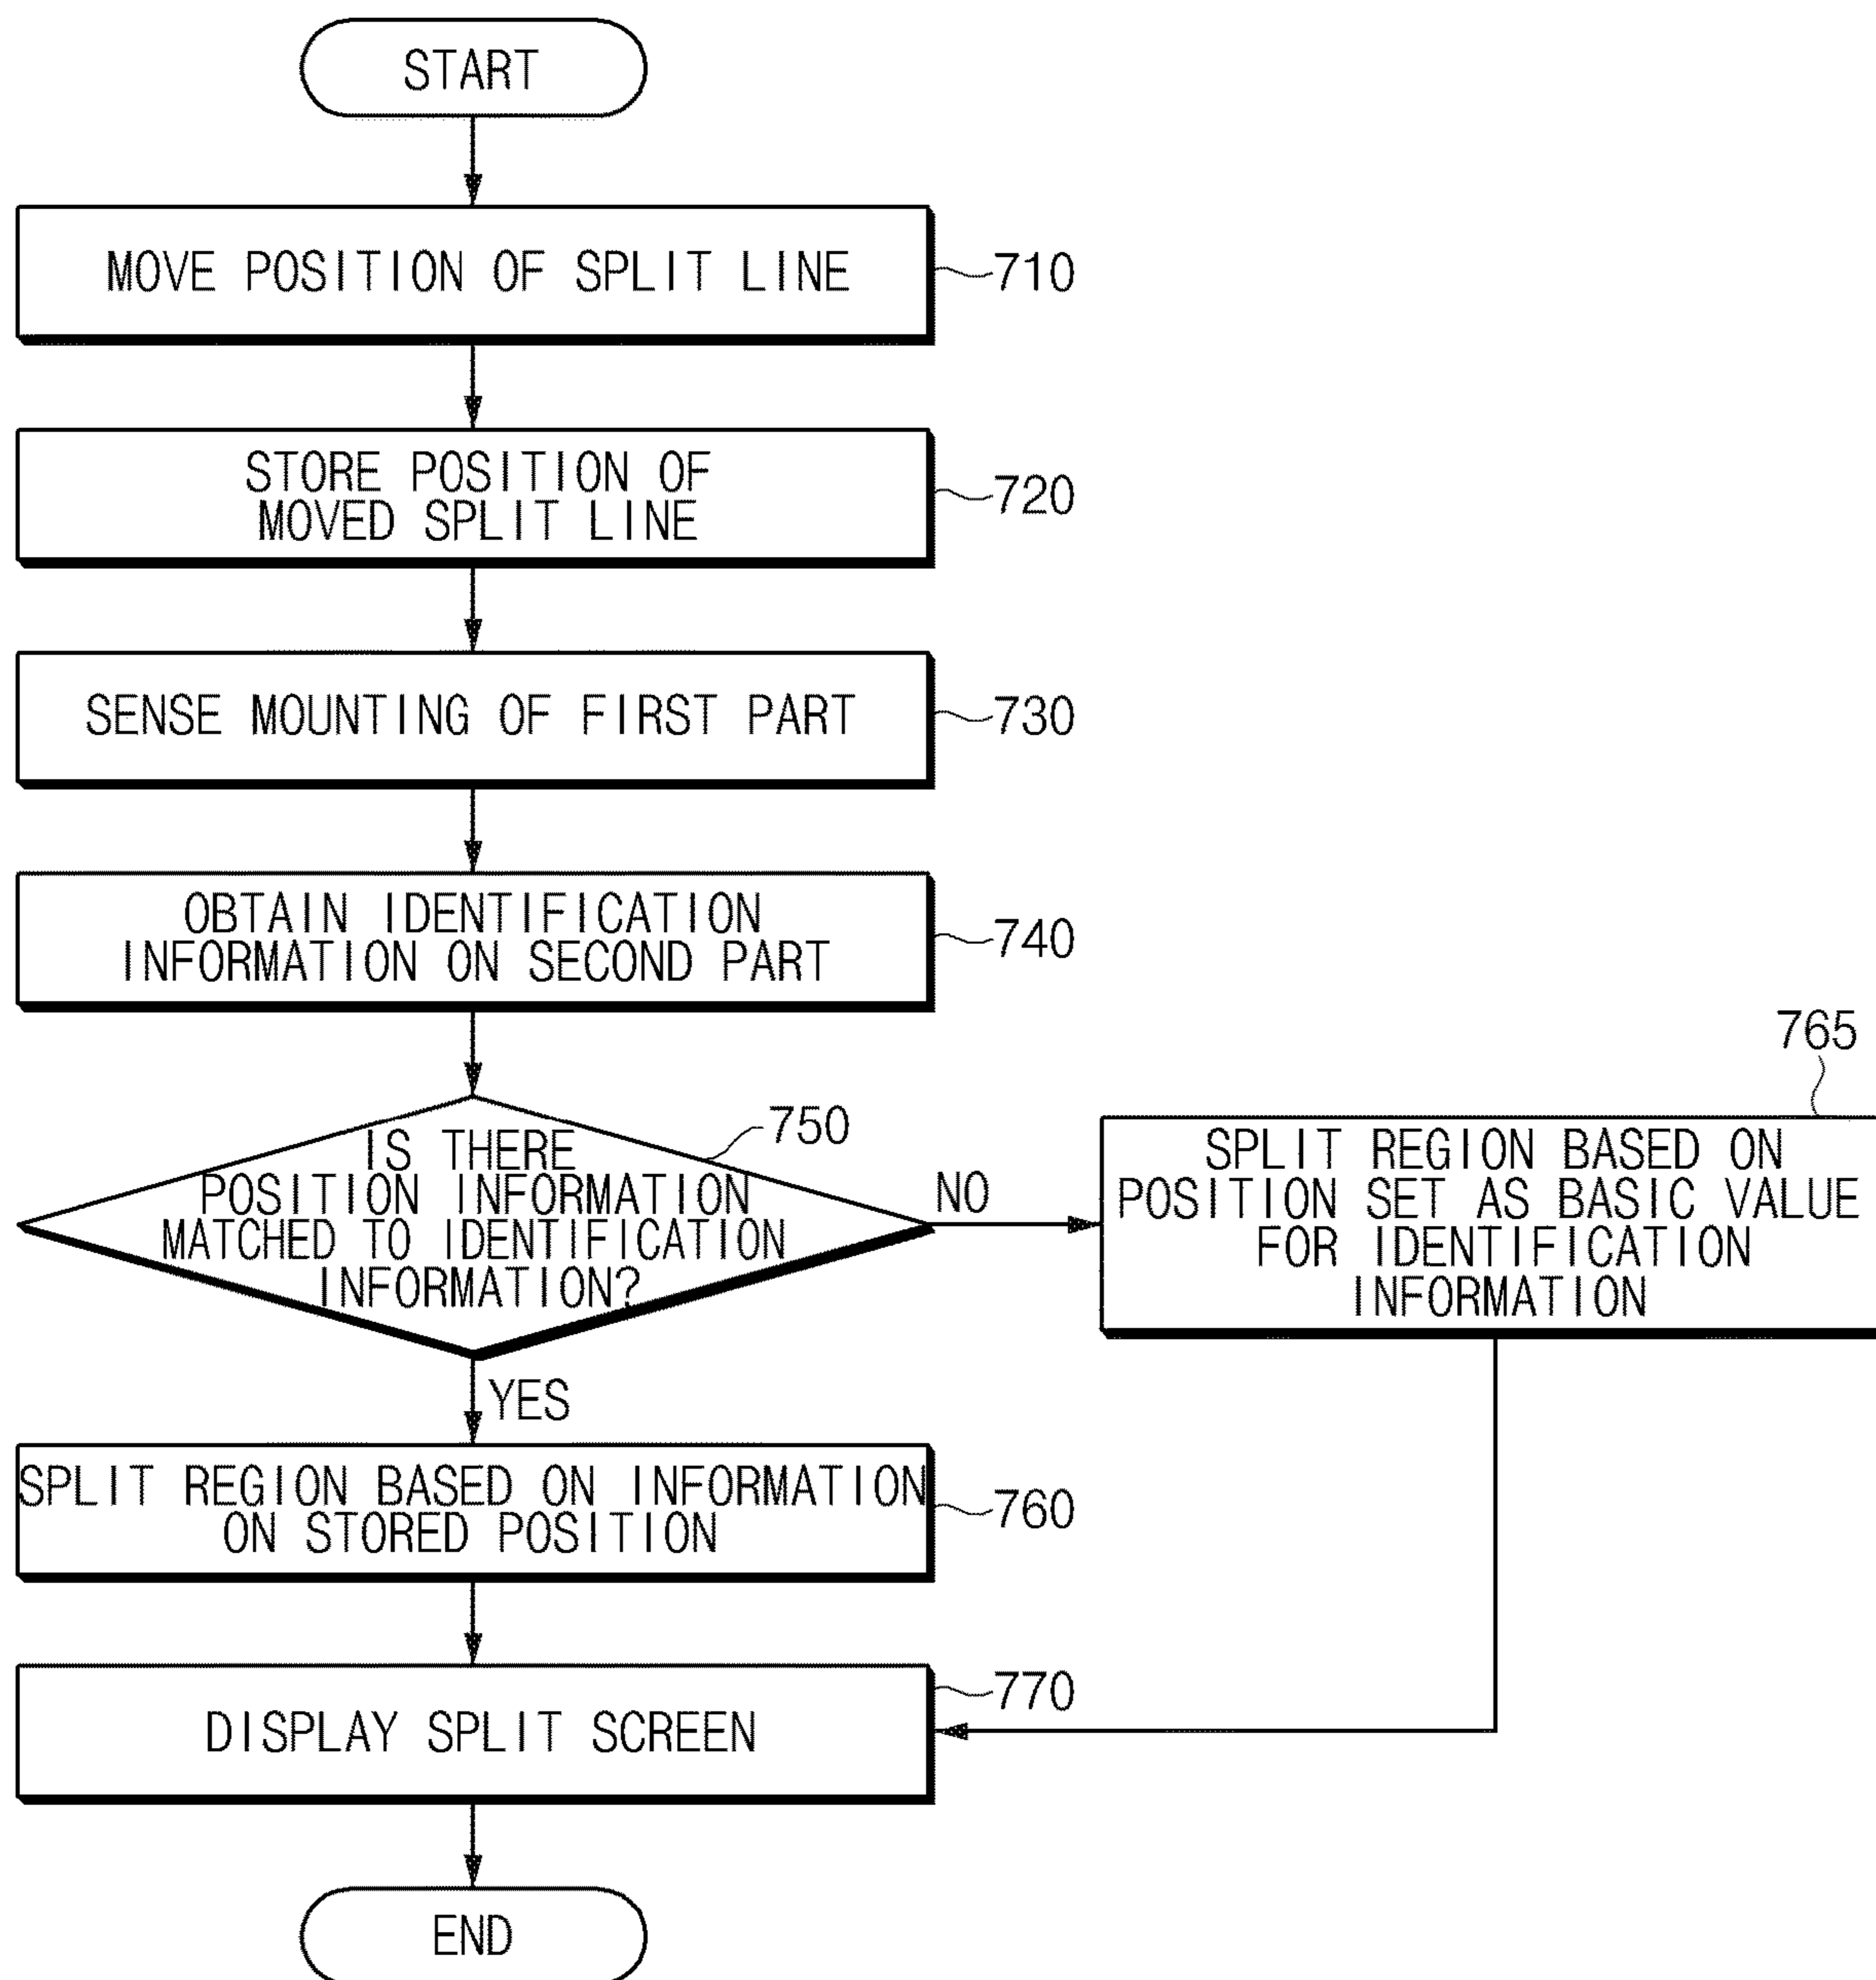 START
MOVE POSITION OF SPLIT LINE
710
STORE POSITION OF
MOVED SPLIT LINE
720
SENSE MOUNTING OF FIRST PART
730
OBTAIN IDENTIFICATION
INFORMATION ON SECOND PART
740
IS THERE
POSITION INFORMATION
MATCHED TO IDENTIFICATION
INFORMATION?
750
NO
765
SPLIT REGION BASED ON
POSITION SET AS BASIC VALUE
FOR IDENTIFICATION
INFORMATION
YES
SPLIT REGION BASED ON INFORMATION
ON STORED POSITION
760
DISPLAY SPLIT SCREEN
770
END